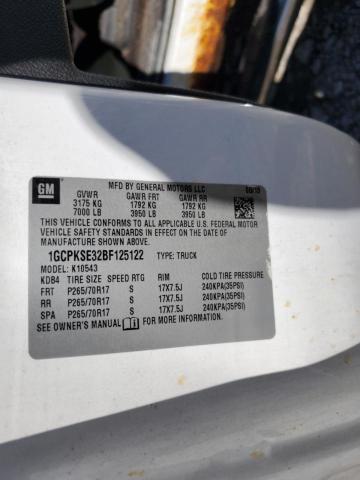 GM
MFD BY GENERAL MOTORS LLC
GVWR GAWR FRT GAWR RR
3175 KG 1792 KG 1792 KG
7000 LB 3950 LB 3950 LB
THIS VEHICLE CONFORMS TO ALL APPLICABLE U.S. FEDERAL MOTOR
VEHICLE SAFETY STANDARDS IN EFFECT ON THE DATE OF
MANUFACTURE SHOWN ABOVE.
1GCPKSE32BF125122 TYPE: TRUCK
MODEL: K10543
KDB4 TIRE SIZE SPEED RTG RIM COLD TIRE PRESSURE
FRT P265/70R17 S 17X7.5J 240KPA(35PSI)
RR P265/70R17 S 17X7.5J 240KPA(35PSI)
SPA P265/70R17 S 17X7.5J 240KPA(35PSI)
SEE OWNER'S MANUAL FOR MORE INFORMATION.